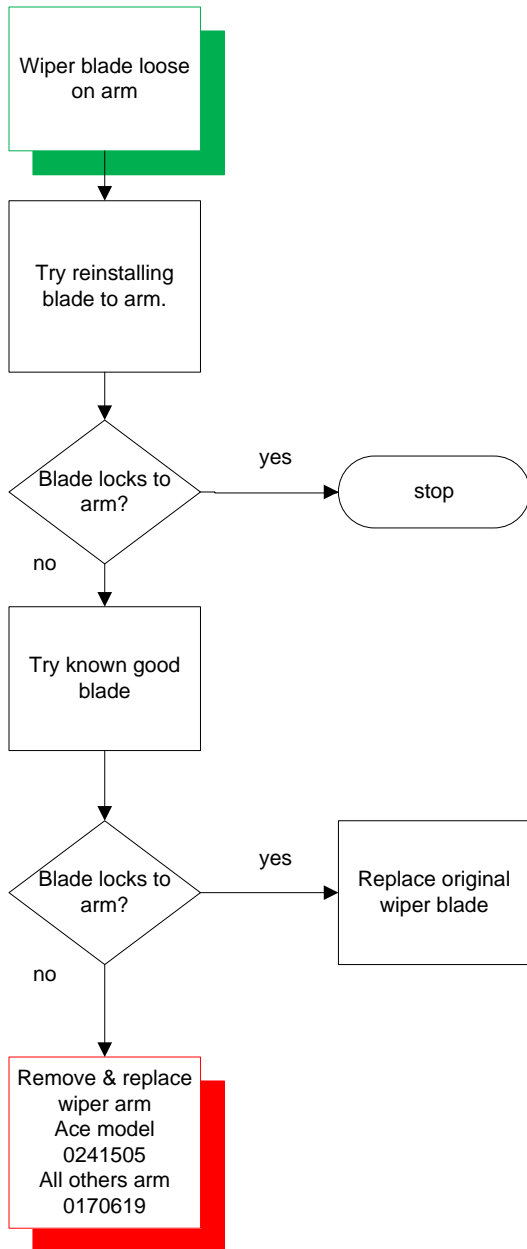 Wiper blade loose
on arm
Try reinstalling
blade to arm.
Blade locks to
arm?
yes
stop
no
Try known good
blade
Blade locks to
arm?
yes
Replace original
wiper blade
no
Remove & replace
wiper arm
Ace model
0241505
All others arm
0170619